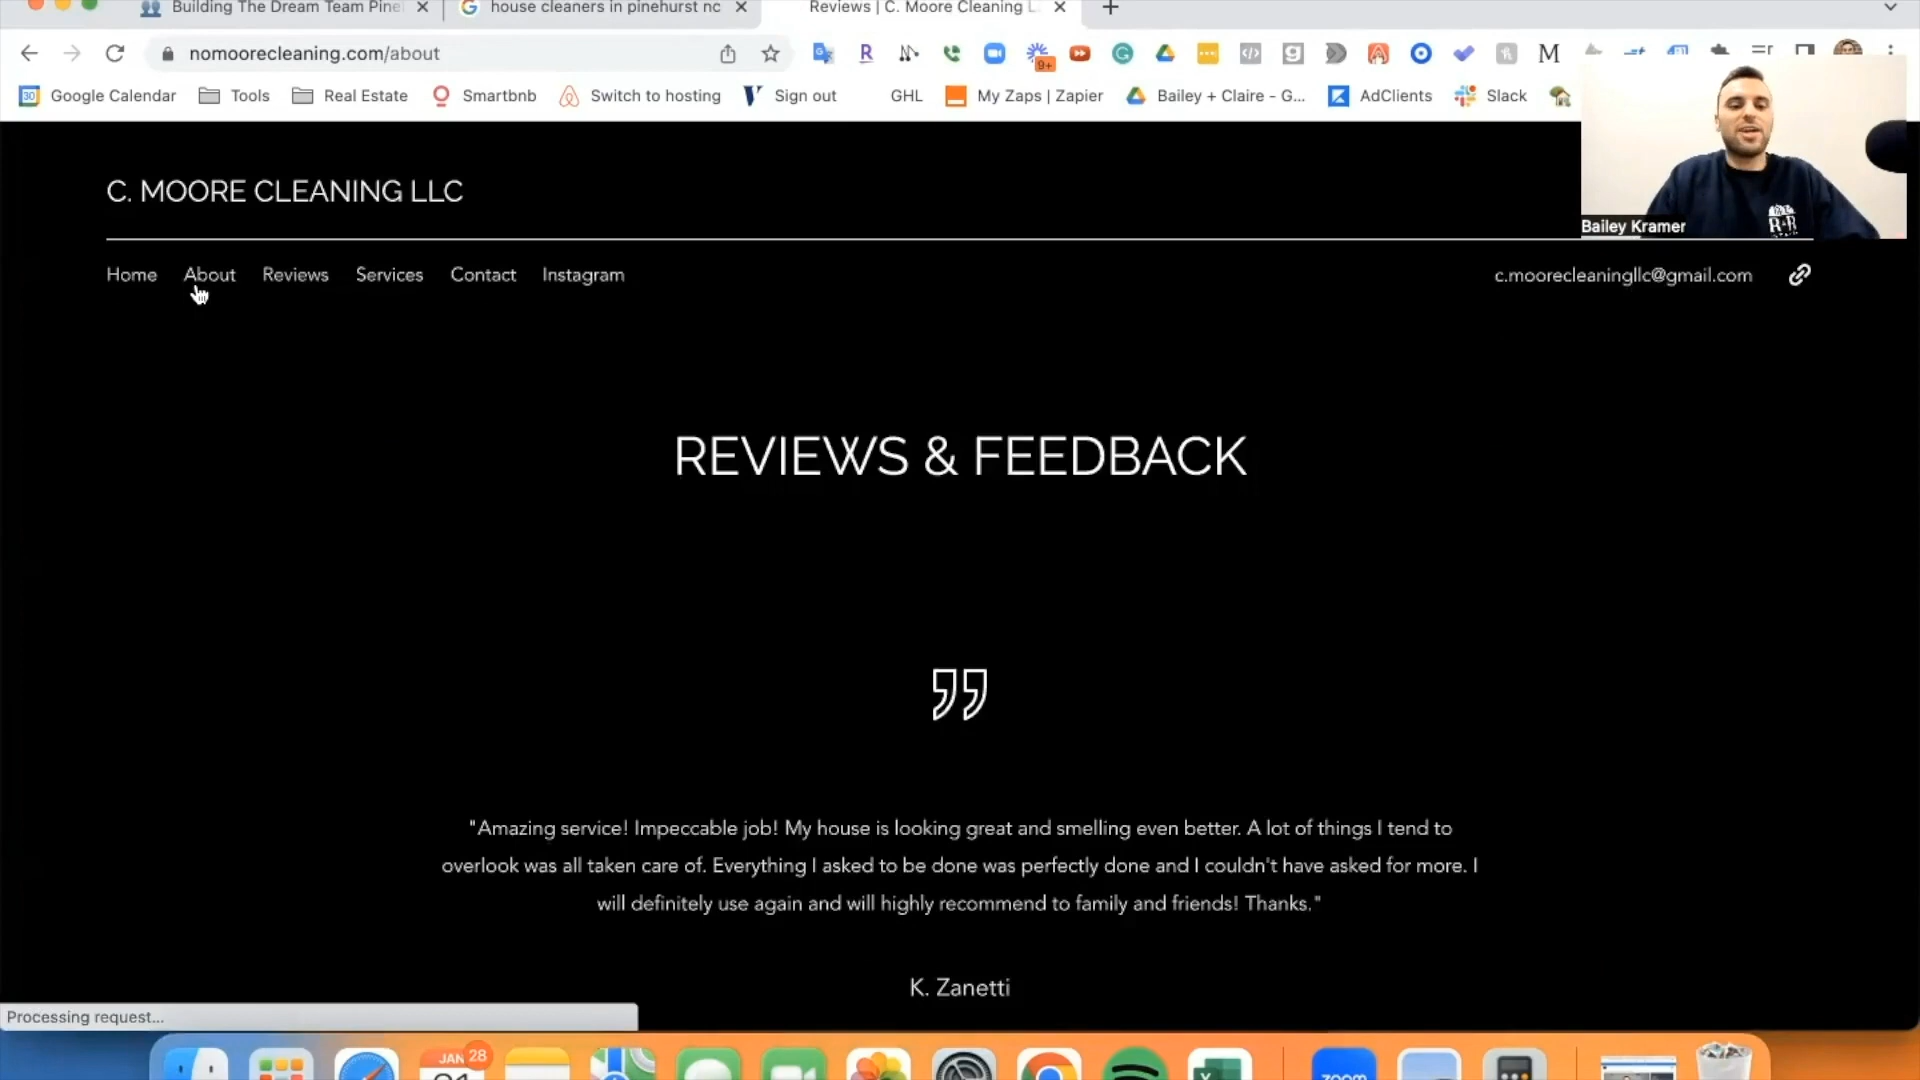 Building The Dream Team Pine
house cleaners in pinehurst nc
Reviews | C. Moore Cleaning L
nomoorecleaning.com/about
9+
M
30
Google Calendar
Tools
Real Estate
Smartbnb
Switch to hosting
Sign out
GHL
My Zaps | Zapier
Bailey + Claire - G...
AdClients
Slack
C. MOORE CLEANING LLC
R&R
Bailey Kramer
Home
About
Reviews
Services
Contact
Instagram
c.moorecleaningllc@gmail.com
REVIEWS & FEEDBACK
"Amazing service! Impeccable job! My house is looking great and smelling even better. A lot of things I tend to
overlook was all taken care of. Everything I asked to be done was perfectly done and I couldn't have asked for more. I
will definitely use again and will highly recommend to family and friends! Thanks."
K. Zanetti
Processing request...
JAN
28
zoom